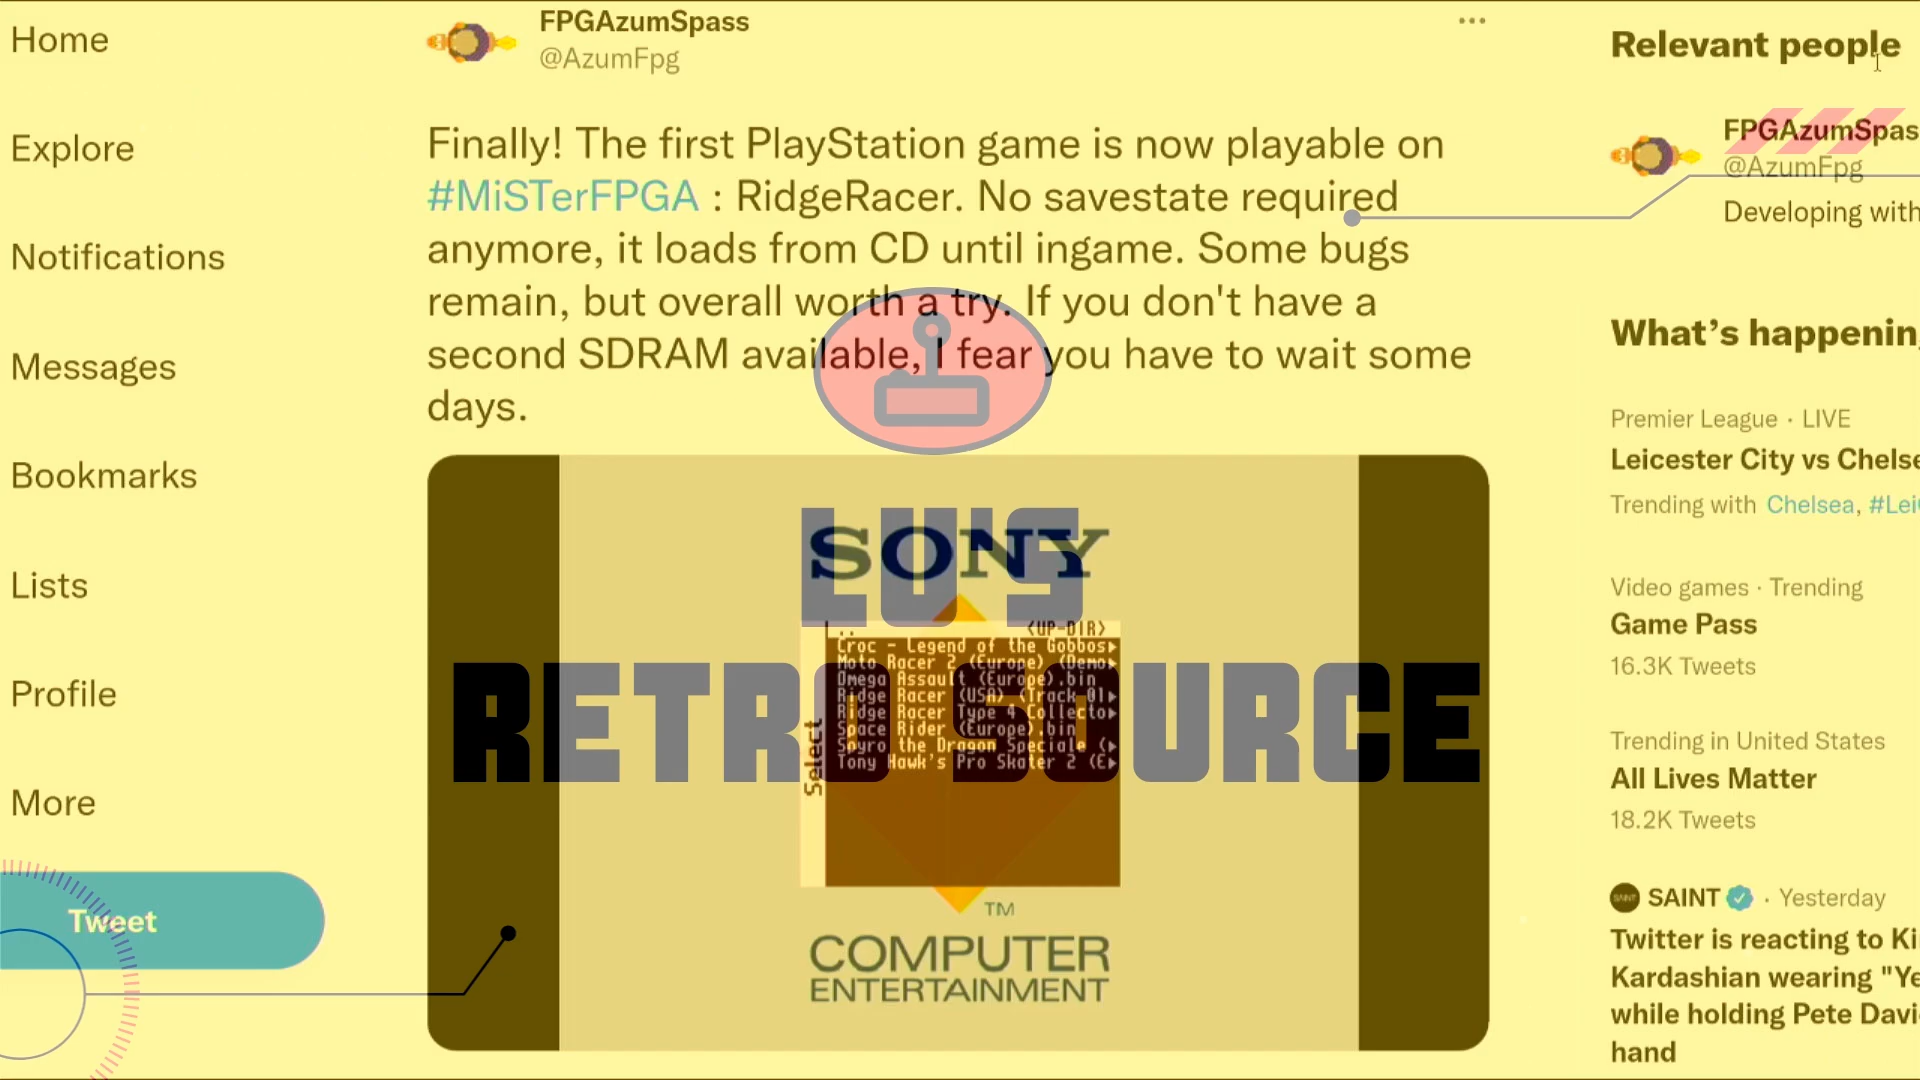 Home
Explore
Notifications
Messages
Bookmarks
Lists
Profile
More
Tweet
FPGAzumSpass
@AzumFpg
Finally! The first PlayStation game is now playable on
#MiSTerFPGA : RidgeRacer. No savestate required
anymore, it loads from CD until ingame. Some bugs
remain, but overall worth a try. If you don't have a
second SDRAM available, I fear you have to wait some
days.
SONY
LU'S
RETRO SOURCE
Select
.. <UP-DIR>
Croc - Legend of the Gobbos
Moto Racer 2 (Europe) (Demo
Omega Assault (Europe).bin
Ridge Racer (USA) (Track 01
Ridge Racer Type 4 Collecto
Space Rider (Europe).bin
Spyro the Dragon Speciale (
Tony Hawk's Pro Skater 2 (E
TM
COMPUTER
ENTERTAINMENT
Relevant people
FPGAzumSpas
@AzumFpg
Developing with
What's happening
Premier League · LIVE
Leicester City vs Chelse
Trending with Chelsea, #Lei
Video games · Trending
Game Pass
16.3K Tweets
Trending in United States
All Lives Matter
18.2K Tweets
SAINT · Yesterday
Twitter is reacting to Ki
Kardashian wearing "Ye
while holding Pete Davi
hand